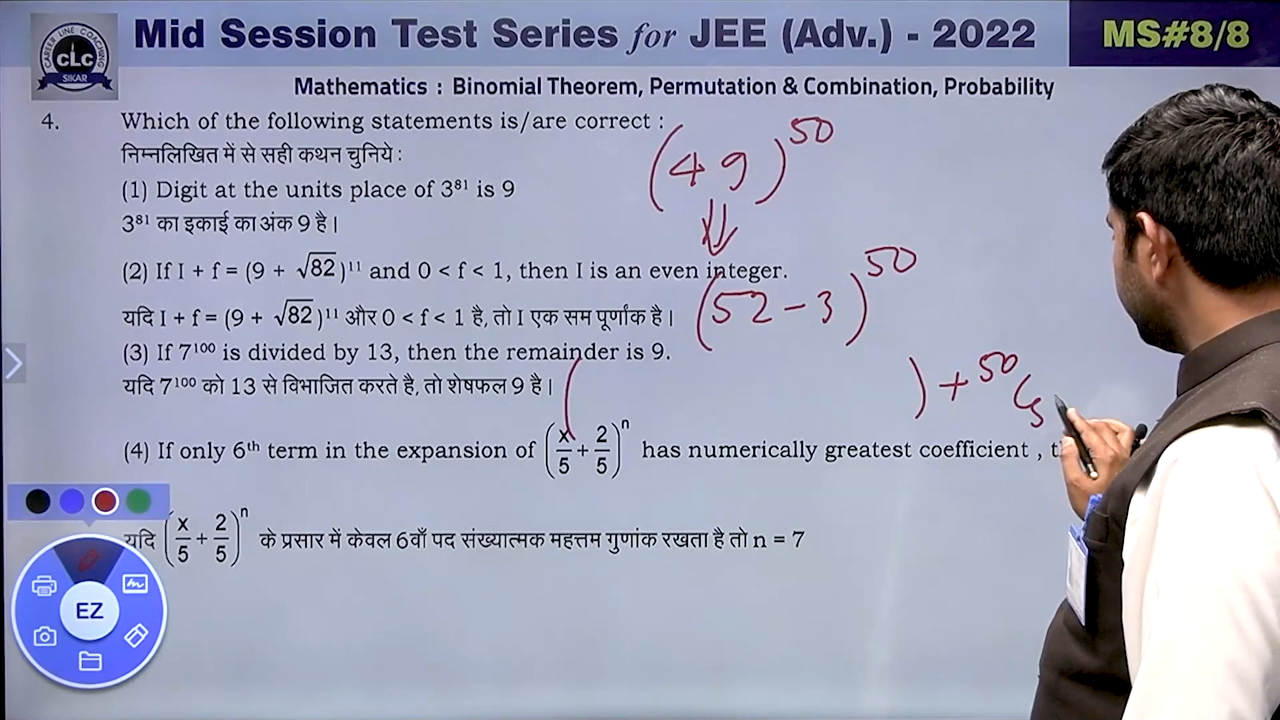 CAREER LINE COACHING
CLC
SIKAR
Mid Session Test Series for JEE (Adv.) - 2022
MS#8/8
Mathematics : Binomial Theorem, Permutation & Combination, Probability
4. Which of the following statements is/are correct :
निम्नलिखित में से सही कथन चुनिये :
(49)⁵⁰
(1) Digit at the units place of 3⁸¹ is 9
3⁸¹ का इकाई का अंक 9 है।
(2) If I + f = (9 + √82)¹¹ and 0 < f < 1, then I is an even integer.
(52 – 3)⁵⁰
यदि I + f = (9 + √82)¹¹ और 0 < f < 1 है, तो I एक सम पूर्णांक है।
(3) If 7¹⁰⁰ is divided by 13, then the remainder is 9.
यदि 7¹⁰⁰ को 13 से विभाजित करते है, तो शेषफल 9 है।
( ) + ⁵⁰C
(4) If only 6ᵗʰ term in the expansion of (x/5 + 2/5)ⁿ has numerically greatest coefficient ,
यदि (x/5 + 2/5)ⁿ के प्रसार में केवल 6वाँ पद संख्यात्मक महत्तम गुणांक रखता है तो n = 7
EZ